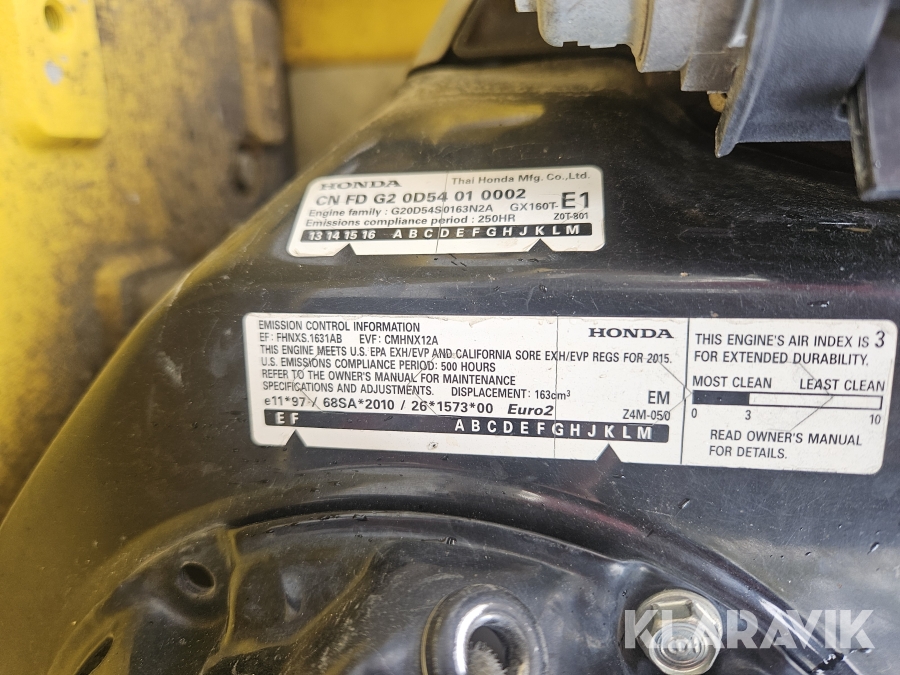 HONDA Thai Honda Mfg. Co.,Ltd.
CN FD G2 0D54 01 0002
Engine family : G20D54S0163N2A GX160T- E1
Emissions compliance period : 250HR Z0T-801
13 14 15 16 A B C D E F G H J K L M
EMISSION CONTROL INFORMATION HONDA
EF: FHNXS.1631AB EVF: CMHNX12A
THIS ENGINE MEETS U.S. EPA EXH/EVP AND CALIFORNIA SORE EXH/EVP REGS FOR 2015.
U.S. EMISSIONS COMPLIANCE PERIOD: 500 HOURS
REFER TO THE OWNER'S MANUAL FOR MAINTENANCE
SPECIFICATIONS AND ADJUSTMENTS. DISPLACEMENT: 163cm³
e11*97 / 68SA*2010 / 26*1573*00 Euro2 EM
Z4M-050
E F A B C D E F G H J K L M
THIS ENGINE'S AIR INDEX IS 3
FOR EXTENDED DURABILITY.
MOST CLEAN LEAST CLEAN
0 3 10
READ OWNER'S MANUAL
FOR DETAILS.
KLARAVIK